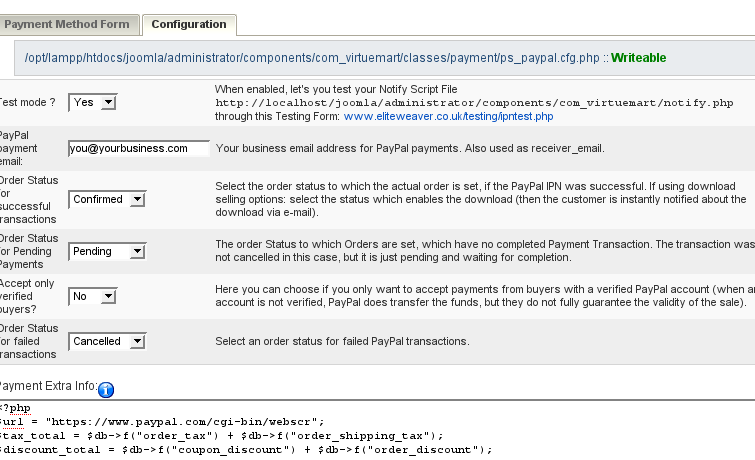 Payment Method Form Configuration
/opt/lampp/htdocs/joomla/administrator/components/com_virtuemart/classes/payment/ps_paypal.cfg.php :: Writeable
Test mode ? Yes
When enabled, let's you test your Notify Script File
http://localhost/joomla/administrator/components/com_virtuemart/notify.php
through this Testing Form: www.eliteweaver.co.uk/testing/ipntest.php
PayPal
payment
email:
you@yourbusiness.com
Your business email address for PayPal payments. Also used as receiver_email.
Order Status
for
successful
transactions
Confirmed
Select the order status to which the actual order is set, if the PayPal IPN was successful. If using download
selling options: select the status which enables the download (then the customer is instantly notified about the
download via e-mail).
Order Status
for Pending
Payments
Pending
The order Status to which Orders are set, which have no completed Payment Transaction. The transaction was
not cancelled in this case, but it is just pending and waiting for completion.
Accept only
verified
buyers?
No
Here you can choose if you only want to accept payments from buyers with a verified PayPal account (when an
account is not verified, PayPal does transfer the funds, but they do not fully guarantee the validity of the sale).
Order Status
for failed
transactions
Cancelled
Select an order status for failed PayPal transactions.
Payment Extra Info:
<?php
$url = "https://www.paypal.com/cgi-bin/webscr";
$tax_total = $db->f("order_tax") + $db->f("order_shipping_tax");
$discount_total = $db->f("coupon_discount") + $db->f("order_discount");